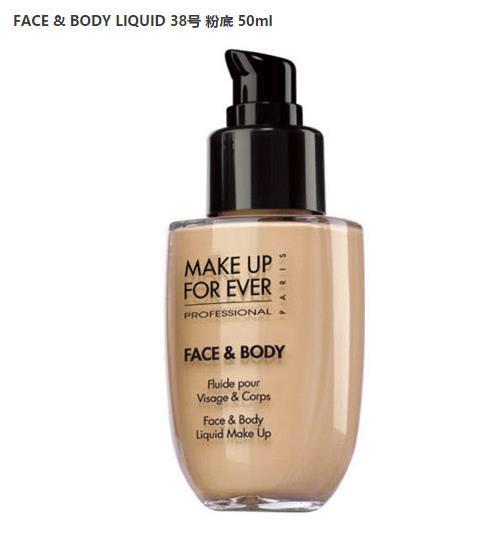 FACE & BODY LIQUID 38号 粉底 50ml
MAKE UP
FOR EVER
PROFESSIONAL
PARIS
FACE & BODY
Fluide pour
Visage & Corps
Face & Body
Liquid Make Up